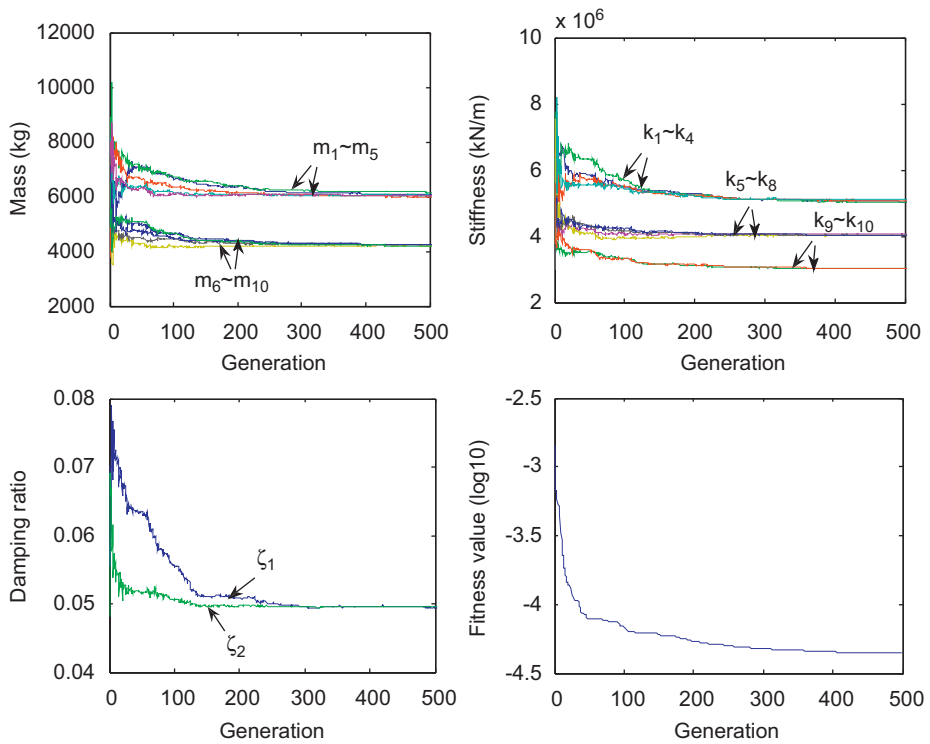 12000
10000
8000
6000
4000
2000
Mass (kg)
m1~m5
m6~m10
0 100 200 300 400 500
Generation
x 10^6
10
8
6
4
2
Stiffness (kN/m)
k1~k4
k5~k8
k9~k10
0 100 200 300 400 500
Generation
0.08
0.07
0.06
0.05
0.04
Damping ratio
ζ1
ζ2
0 100 200 300 400 500
Generation
-2.5
-3
-3.5
-4
-4.5
Fitness value (log10)
0 100 200 300 400 500
Generation